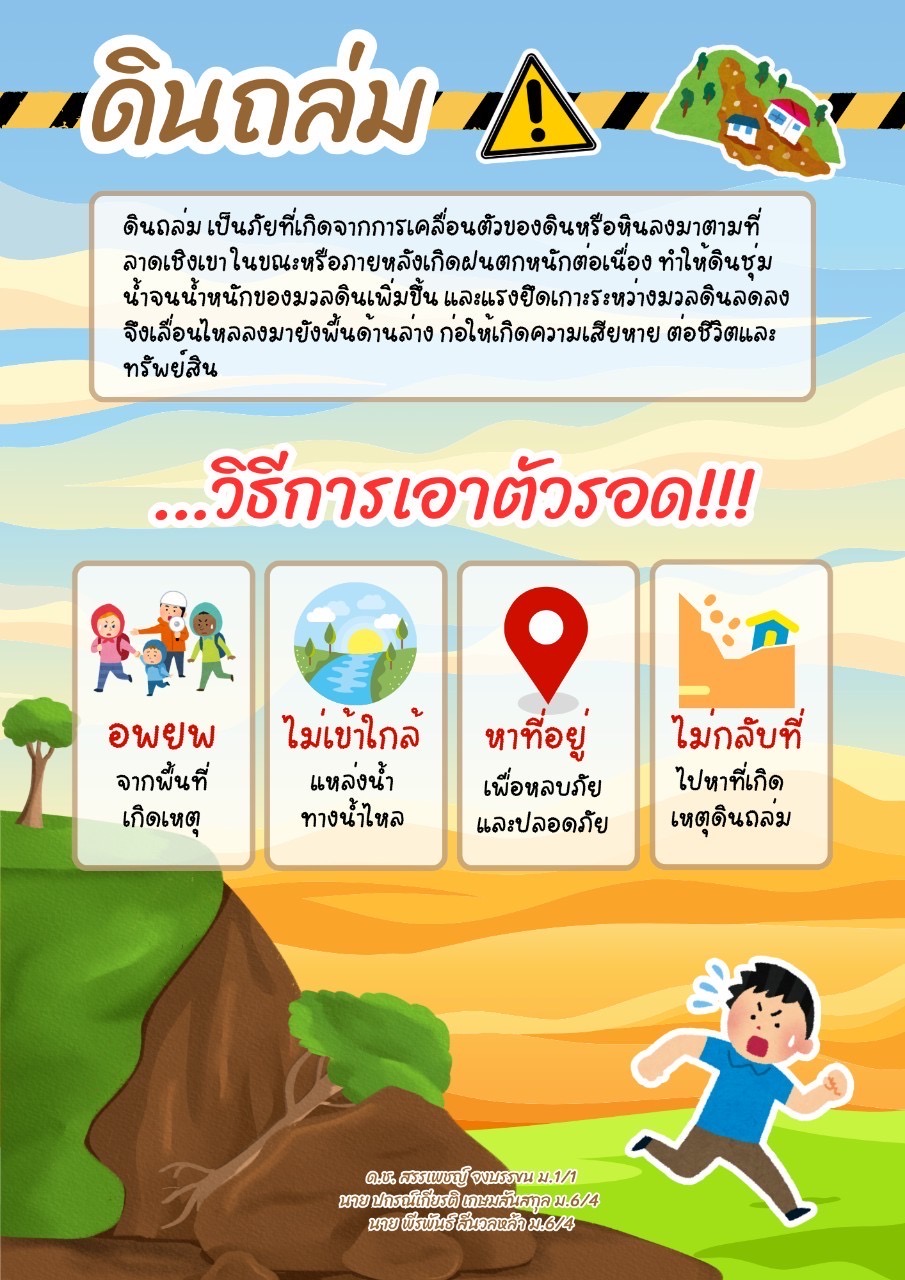 ดินถล่ม
ดินถล่ม เป็นภัยที่เกิดจากการเคลื่อนตัวของดินหรือหินลงมาตามที่
ลาดเชิงเขา ในขณะหรือภายหลังเกิดฝนตกหนักต่อเนื่อง ทำให้ดินชุ่ม
น้ำจนน้ำหนักของมวลดินเพิ่มขึ้น และแรงยึดเกาะระหว่างมวลดินลดลง
จึงเลื่อนไหลลงมายังพื้นด้านล่าง ก่อให้เกิดความเสียหาย ต่อชีวิตและ
ทรัพย์สิน
...วิธีการเอาตัวรอด!!!
อพยพ
จากพื้นที่
เกิดเหตุ
ไม่เข้าใกล้
แหล่งน้ำ
ทางน้ำไหล
หาที่อยู่
เพื่อหลบภัย
และปลอดภัย
ไม่กลับที่
ไปหาที่เกิด
เหตุดินถล่ม
ด.ช. สรรเพชญ์ จงบรรขน ม.1/1
นาย ปกรณ์เกียรติ เกษมสันสกุล ม.6/4
นาย พีรพันธ์ สีนวลหล้า ม.6/4